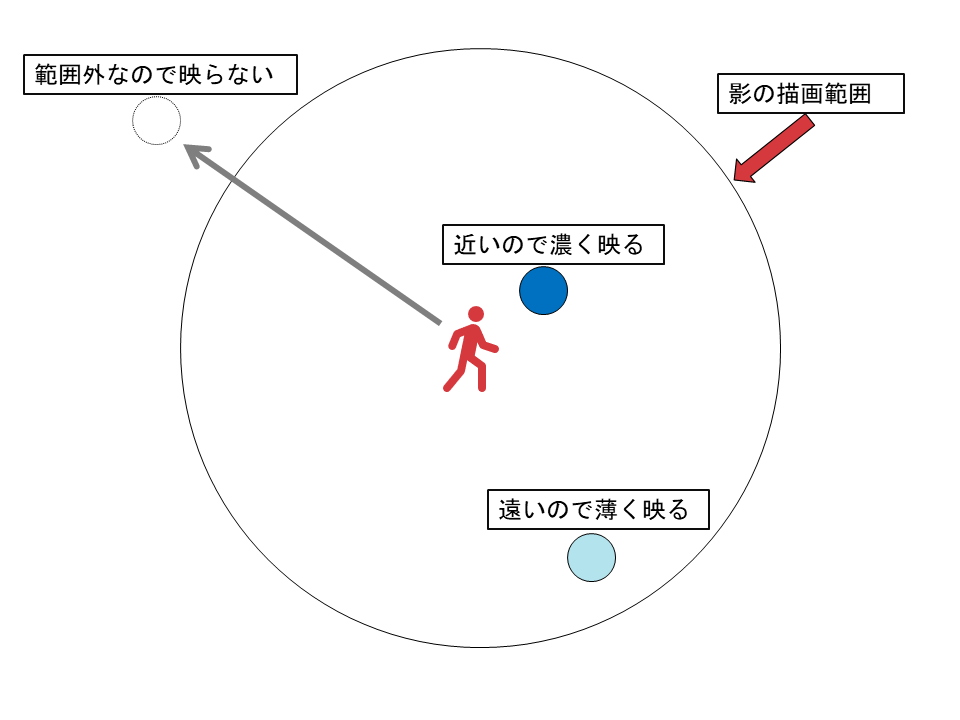 範囲外なので映らない
影の描画範囲
近いので濃く映る
遠いので薄く映る